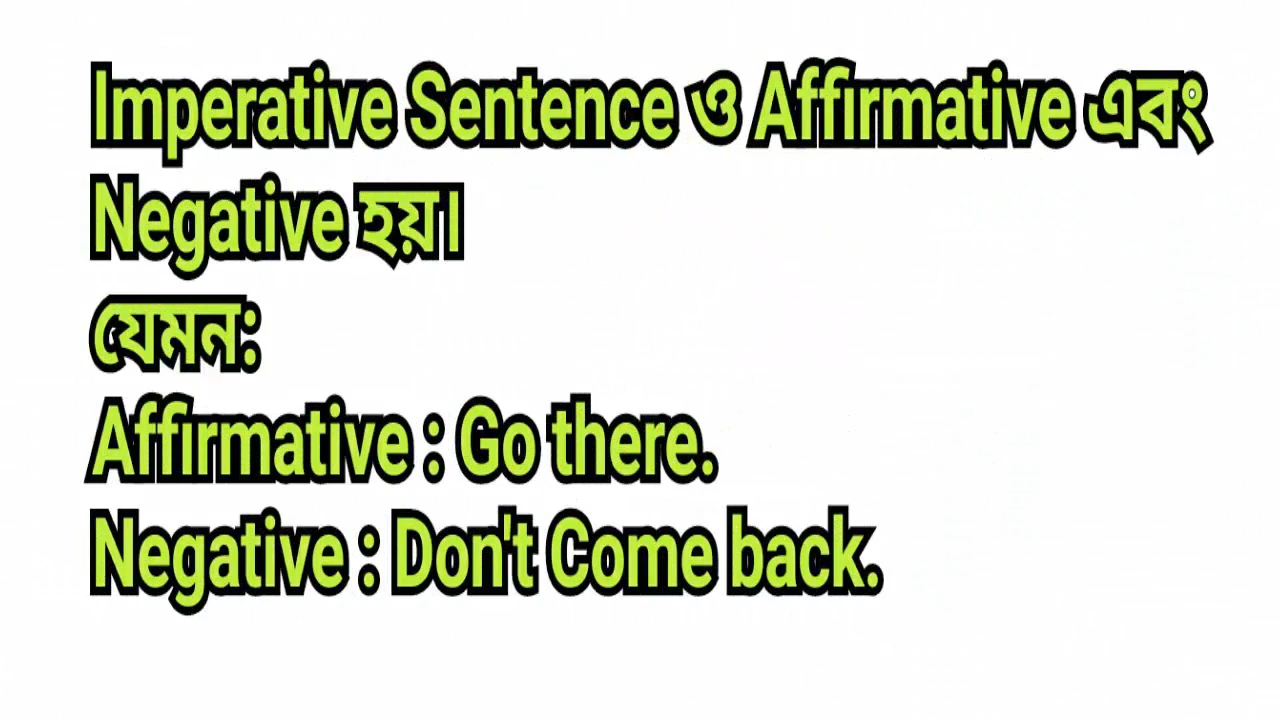 Imperative Sentence ও Affirmative এবং
Negative হয়।
যেমন:
Affirmative : Go there.
Negative : Don't Come back.